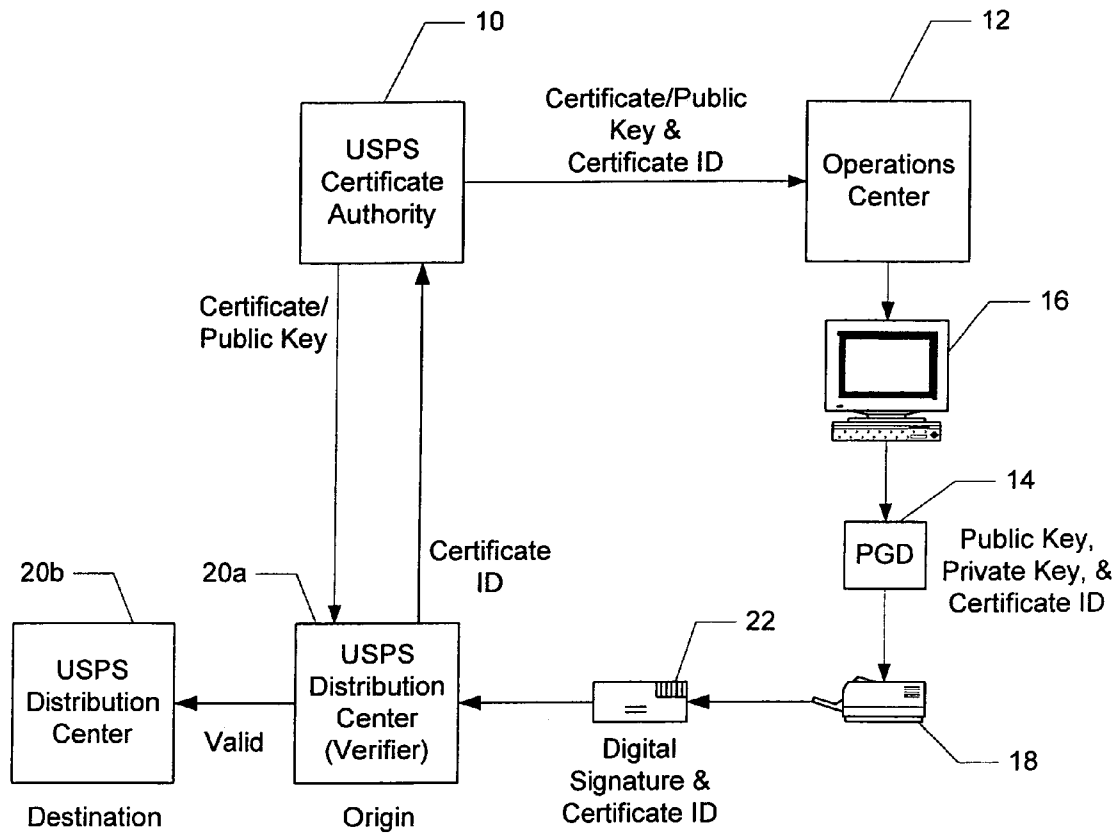 10
12
USPS
Certificate
Authority
Certificate/Public
Key &
Certificate ID
Operations
Center
Certificate/
Public Key
16
14
PGD
Public Key,
Private Key, &
Certificate ID
Certificate
ID
20b
20a
22
USPS
Distribution
Center
Valid
USPS
Distribution
Center
(Verifier)
Digital
Signature &
Certificate ID
18
Destination
Origin